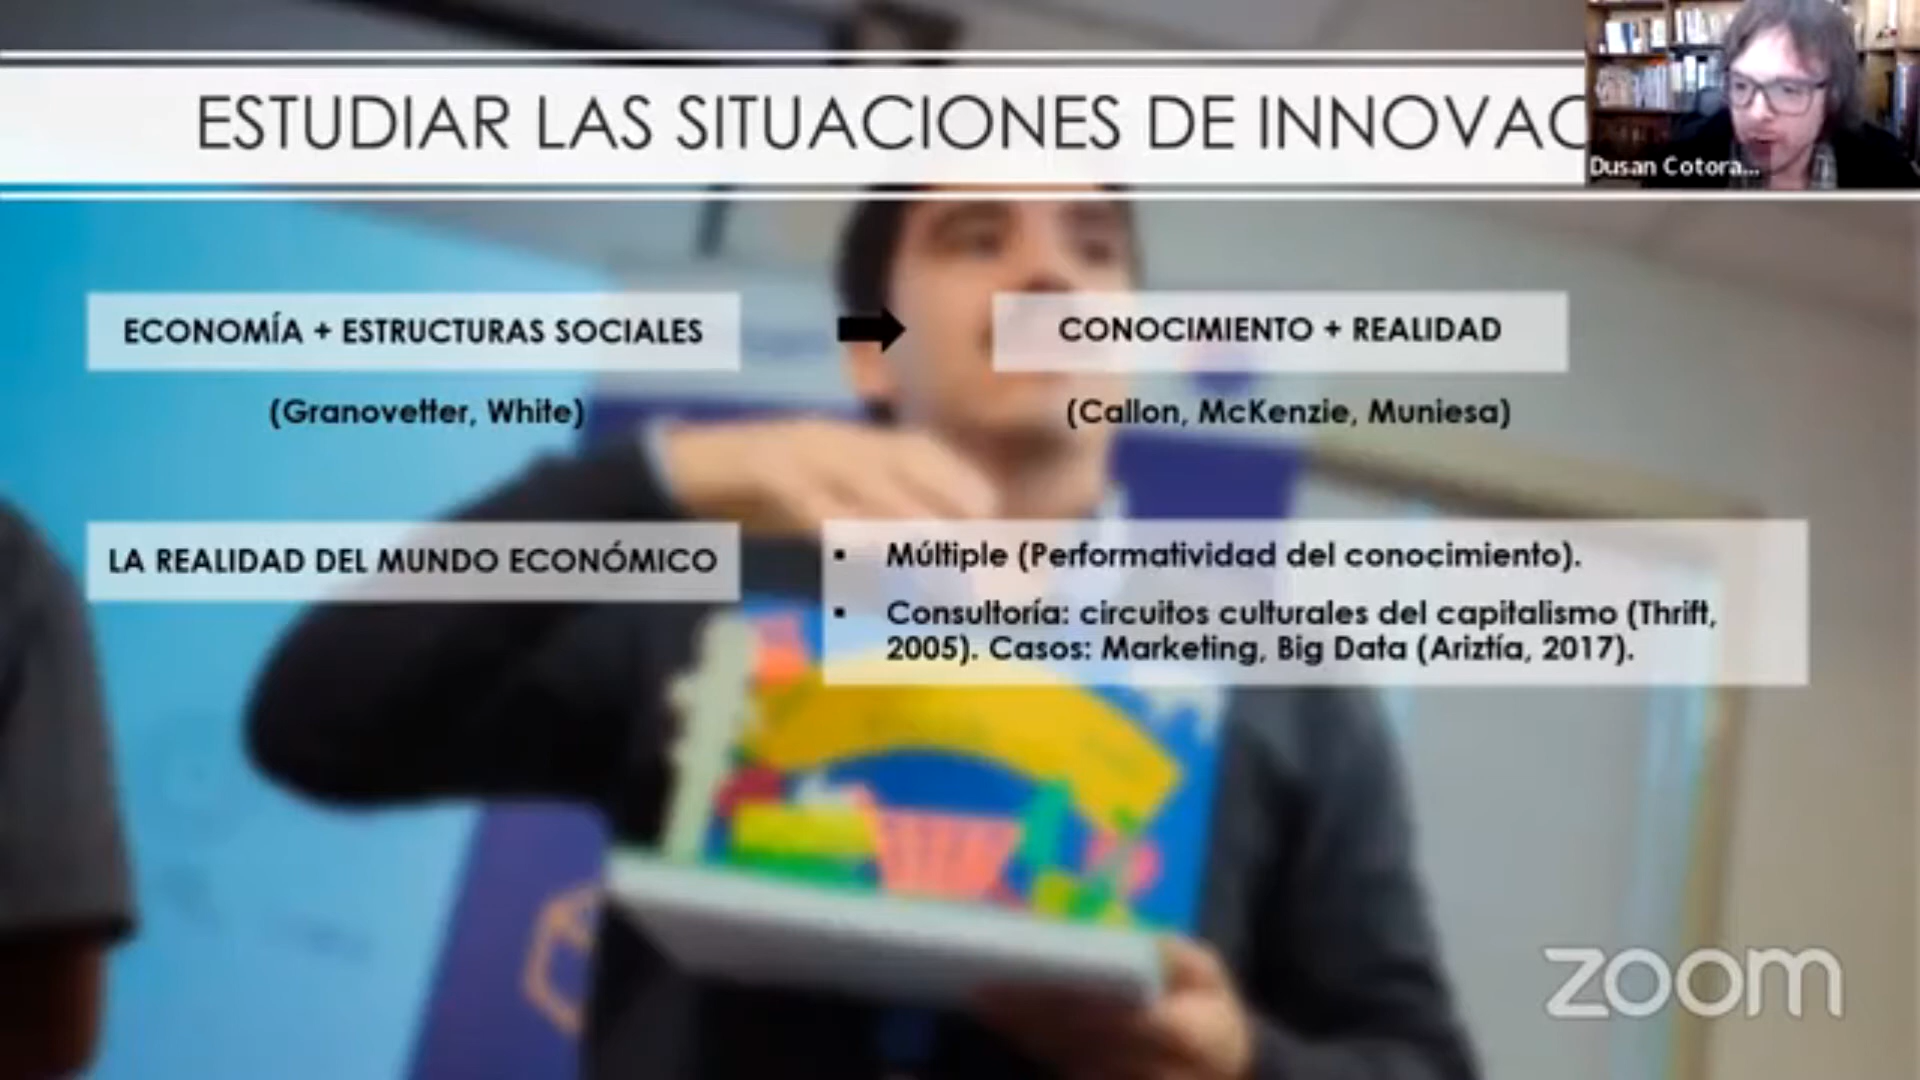 ESTUDIAR LAS SITUACIONES DE INNOVAC
Dusan Cotora...
ECONOMÍA + ESTRUCTURAS SOCIALES
CONOCIMIENTO + REALIDAD
(Granovetter, White)
(Callon, McKenzie, Muniesa)
LA REALIDAD DEL MUNDO ECONÓMICO
▪ Múltiple (Performatividad del conocimiento).
▪ Consultoría: circuitos culturales del capitalismo (Thrift,
2005). Casos: Marketing, Big Data (Ariztía, 2017).
zoom